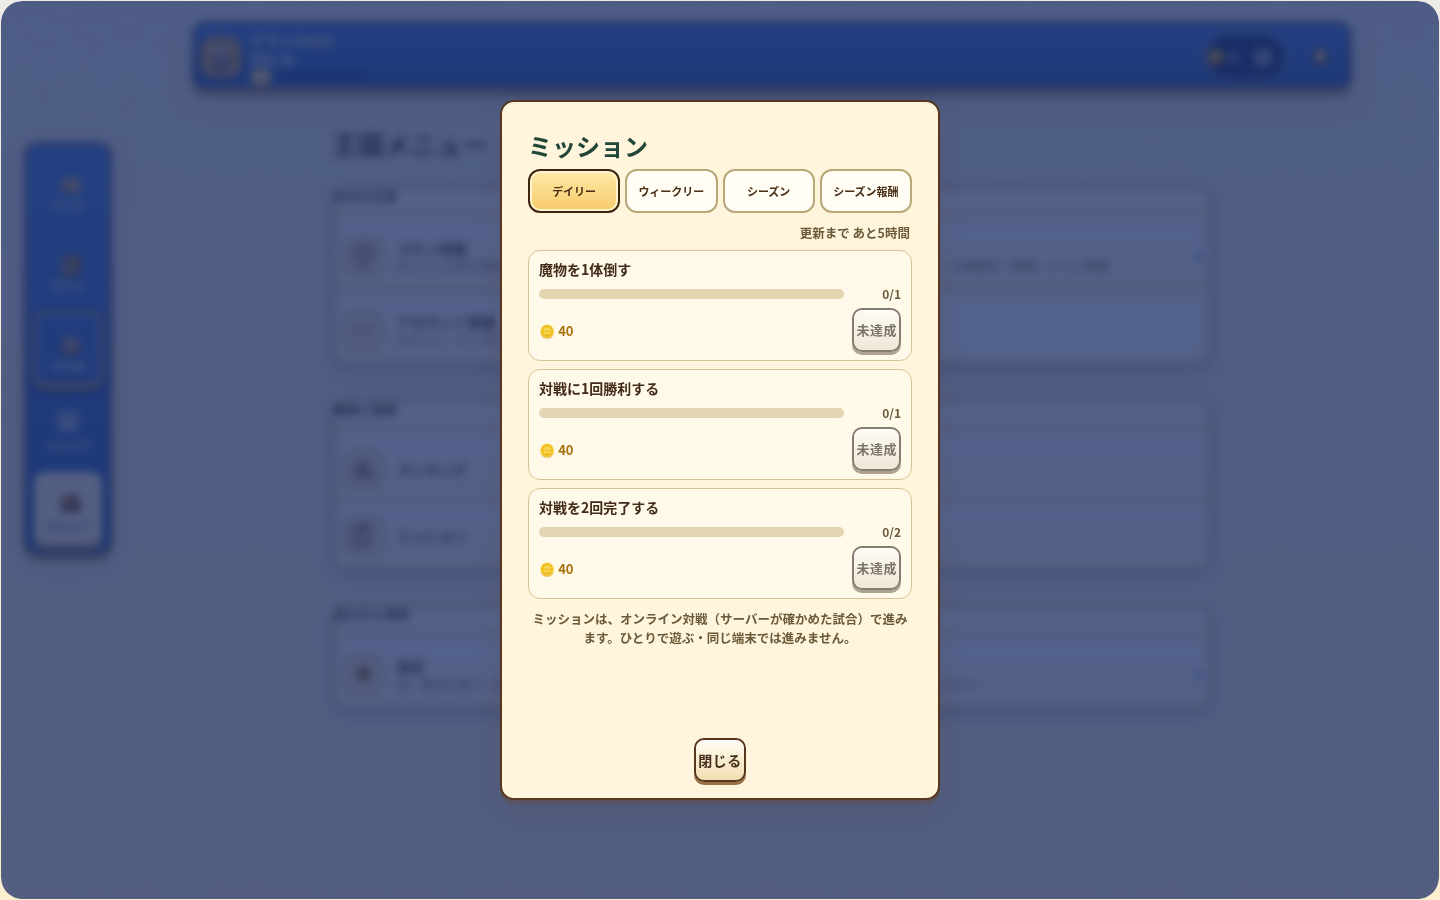 王国メニュー
ミッション
デイリー
ウィークリー
シーズン
シーズン報酬
更新まで あと5時間
魔物を1体倒す
0/1
40
未達成
対戦に1回勝利する
0/1
40
未達成
対戦を2回完了する
0/2
40
未達成
ミッションは、オンライン対戦（サーバーが確かめた試合）で進み
ます。ひとりで遊ぶ・同じ端末では進みません。
閉じる